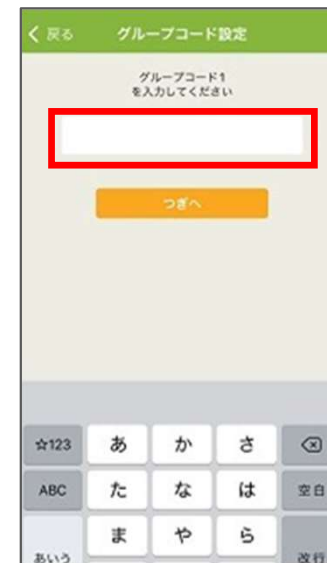 戻る グループコード設定
グループコード1
を入力してください
つぎへ
☆123 あ か さ
ABC た な は 空白
ま や ら
あいう 改行